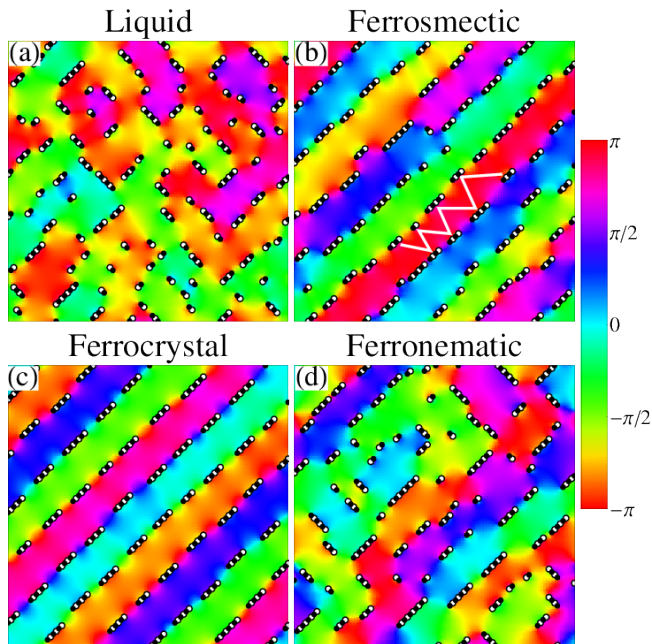 Liquid
Ferrosmectic
(a)
(b)
π
π/2
0
−π/2
−π
Ferrocrystal
Ferronematic
(c)
(d)